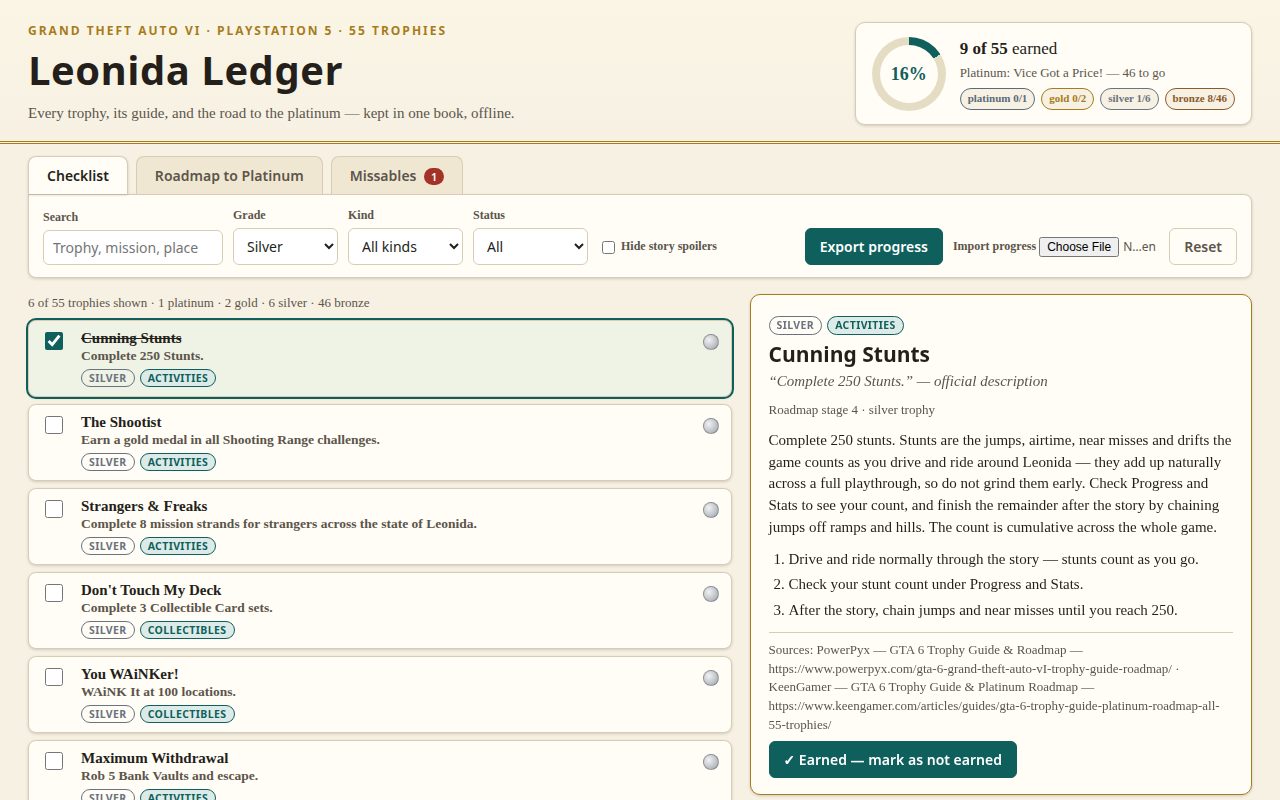 GRAND THEFT AUTO VI · PLAYSTATION 5 · 55 TROPHIES
Leonida Ledger
Every trophy, its guide, and the road to the platinum — kept in one book, offline.
16%
9 of 55 earned
Platinum: Vice Got a Price! — 46 to go
platinum 0/1
gold 0/2
silver 1/6
bronze 8/46
Checklist
Roadmap to Platinum
Missables 1
Search
Trophy, mission, place
Grade
Silver
Kind
All kinds
Status
All
Hide story spoilers
Export progress
Import progress Choose File N...en
Reset
6 of 55 trophies shown · 1 platinum · 2 gold · 6 silver · 46 bronze
Cunning Stunts
Complete 250 Stunts.
SILVER ACTIVITIES
The Shootist
Earn a gold medal in all Shooting Range challenges.
SILVER ACTIVITIES
Strangers & Freaks
Complete 8 mission strands for strangers across the state of Leonida.
SILVER ACTIVITIES
Don't Touch My Deck
Complete 3 Collectible Card sets.
SILVER COLLECTIBLES
You WAiNKer!
WAiNK It at 100 locations.
SILVER COLLECTIBLES
Maximum Withdrawal
Rob 5 Bank Vaults and escape.
SILVER ACTIVITIES
SILVER ACTIVITIES
Cunning Stunts
“Complete 250 Stunts.” — official description
Roadmap stage 4 · silver trophy
Complete 250 stunts. Stunts are the jumps, airtime, near misses and drifts the
game counts as you drive and ride around Leonida — they add up naturally
across a full playthrough, so do not grind them early. Check Progress and
Stats to see your count, and finish the remainder after the story by chaining
jumps off ramps and hills. The count is cumulative across the whole game.
1. Drive and ride normally through the story — stunts count as you go.
2. Check your stunt count under Progress and Stats.
3. After the story, chain jumps and near misses until you reach 250.
Sources: PowerPyx — GTA 6 Trophy Guide & Roadmap —
https://www.powerpyx.com/gta-6-grand-theft-auto-vI-trophy-guide-roadmap/ ·
KeenGamer — GTA 6 Trophy Guide & Platinum Roadmap —
https://www.keengamer.com/articles/guides/gta-6-trophy-guide-platinum-roadmap-all-
55-trophies/
✓ Earned — mark as not earned